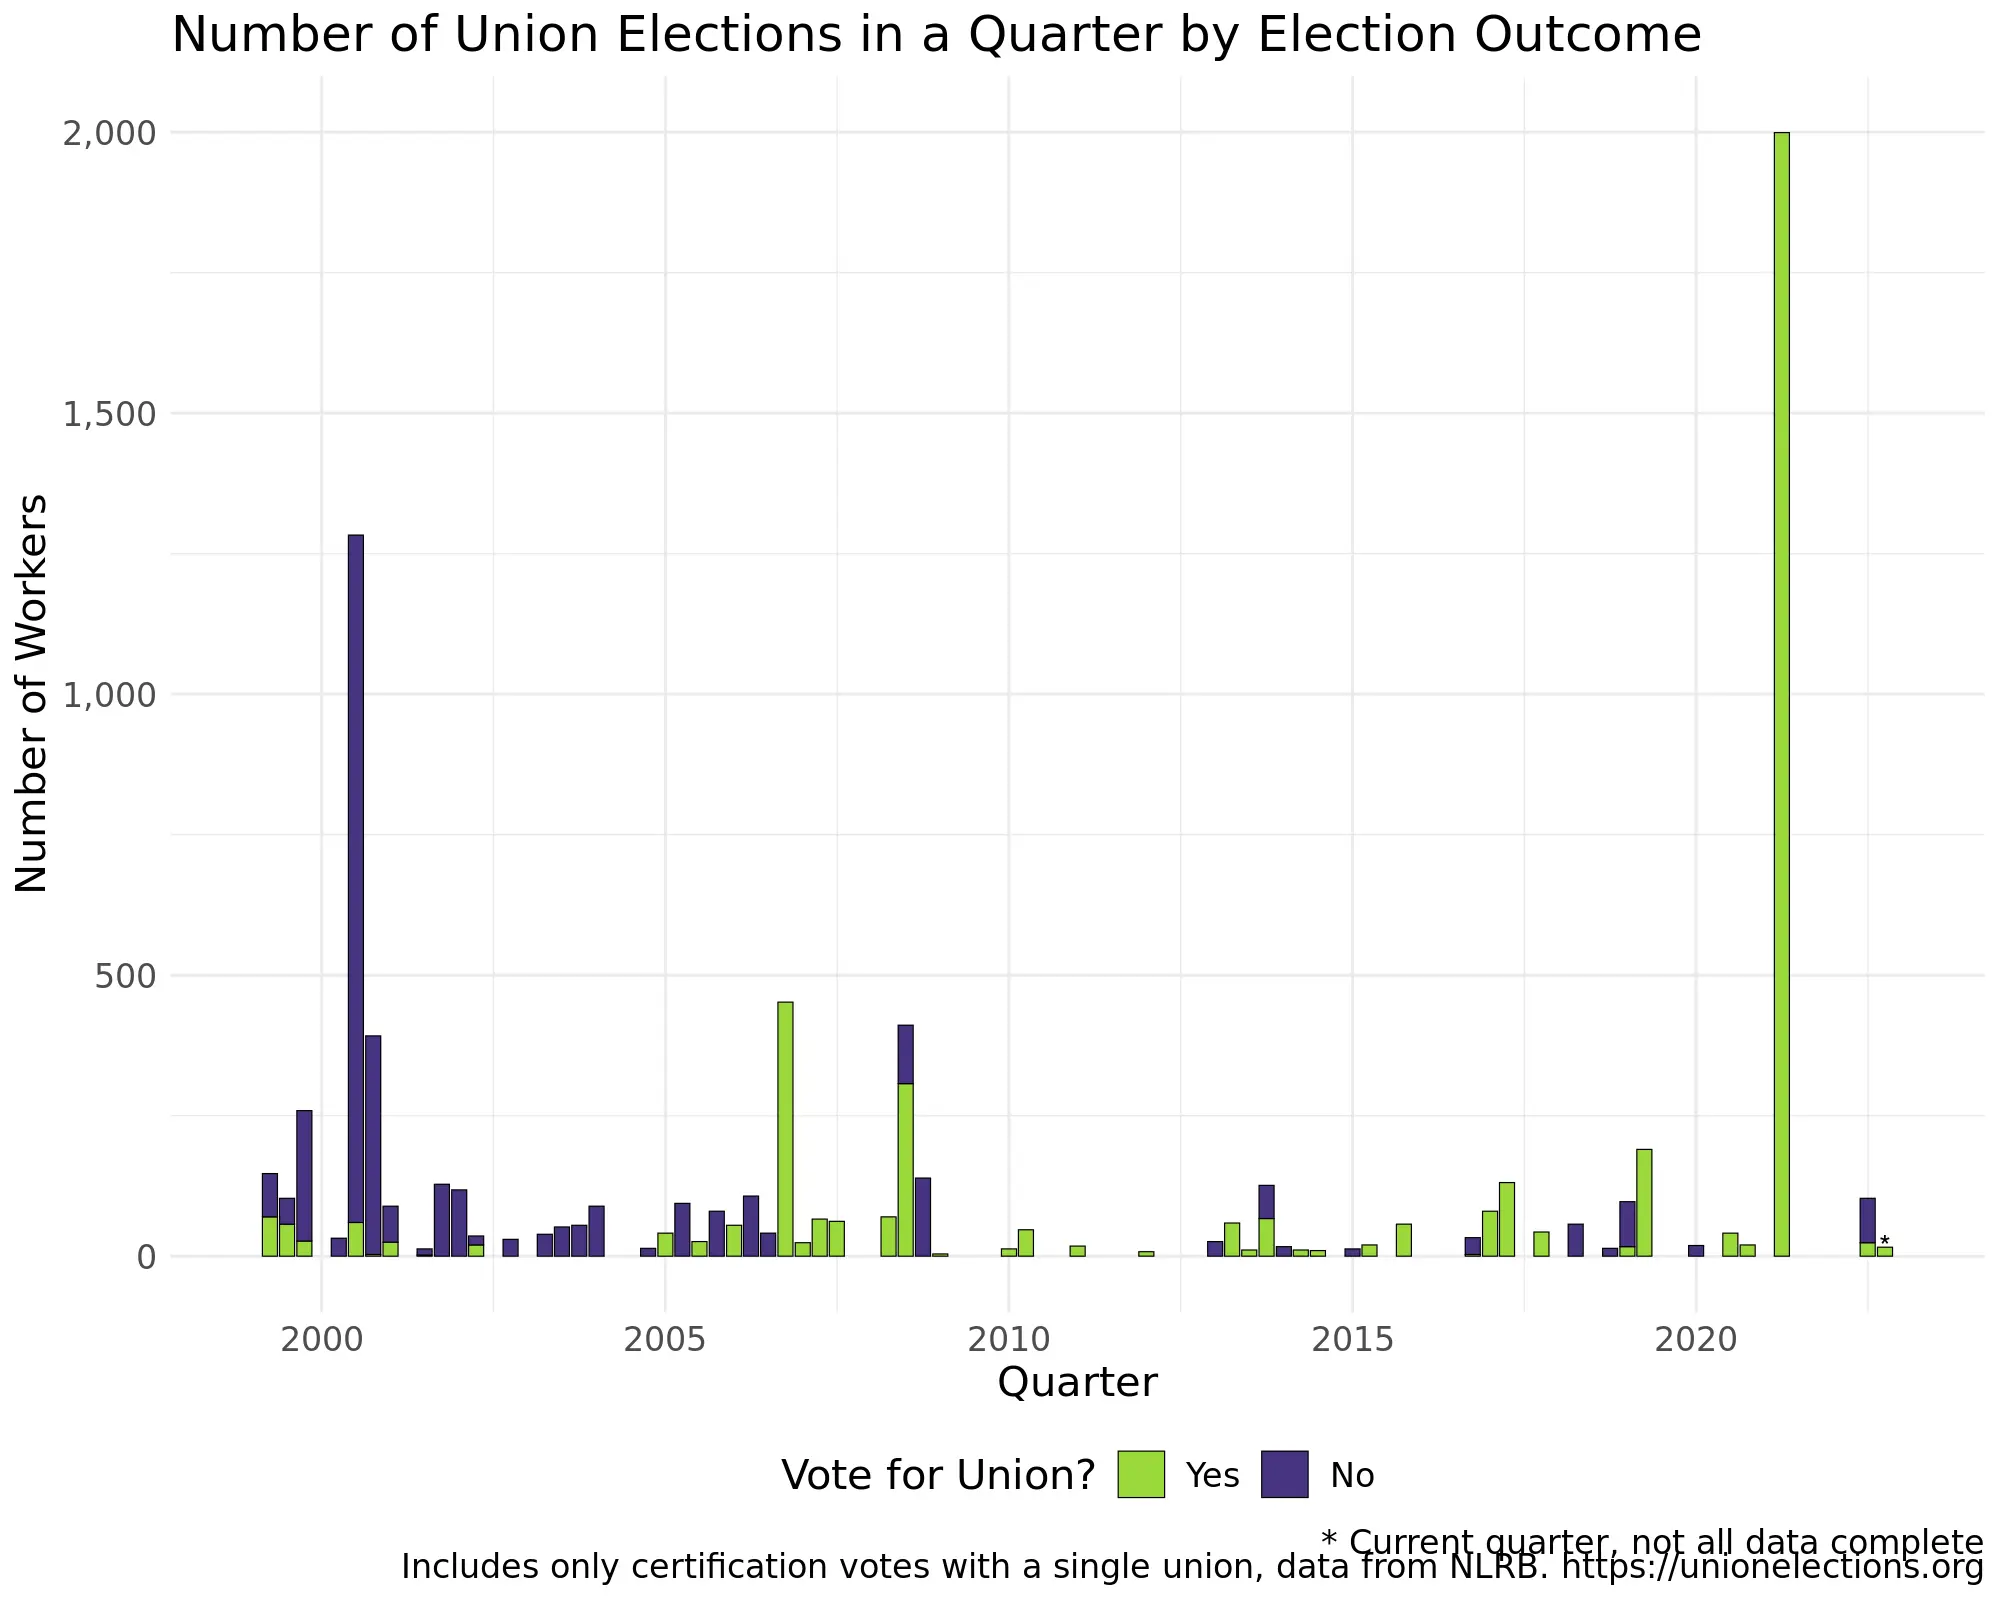 Number of Union Elections in a Quarter by Election Outcome
Number of Workers
2,000
1,500
1,000
500
0
*
2000 2005 2010 2015 2020
Quarter
Vote for Union? Yes No
* Current quarter, not all data complete
Includes only certification votes with a single union, data from NLRB. https://unionelections.org